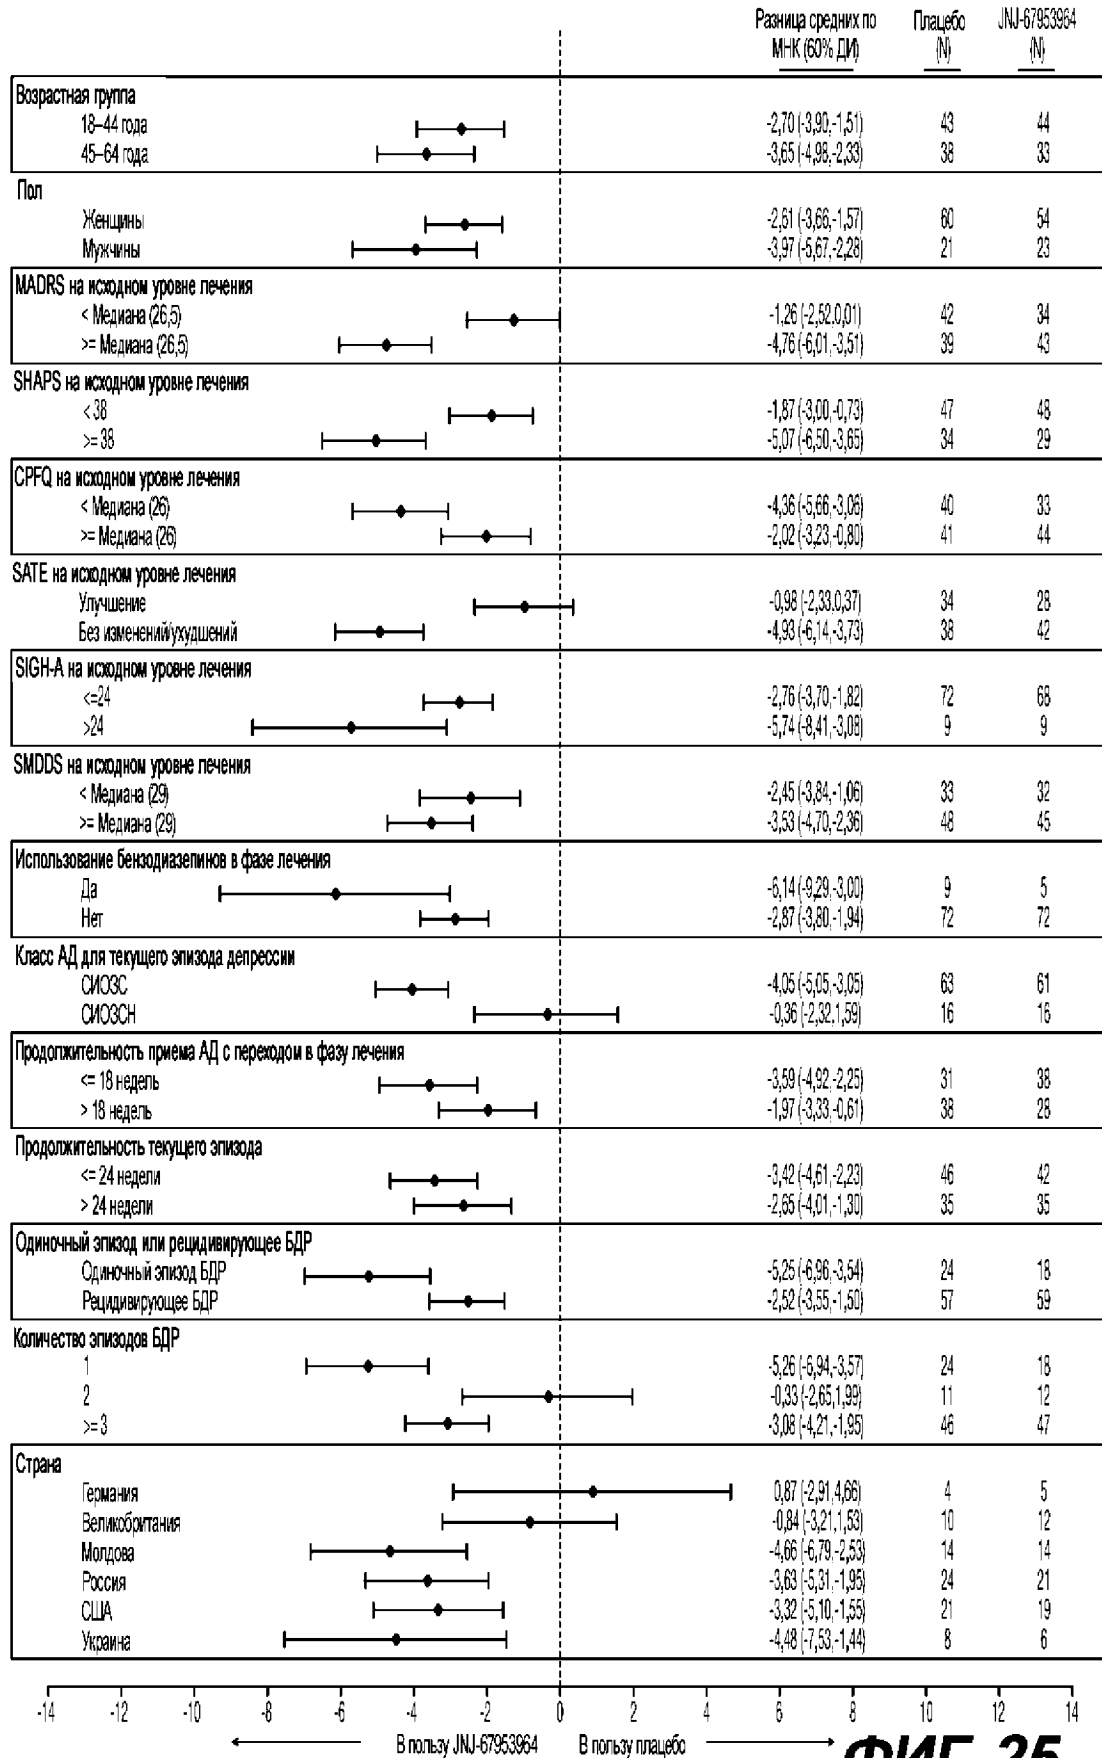 Разница средних по Плацебо JNJ-67953964
МНК (60% ДИ) (N) (N)
Возрастная группа
18–44 года -2,70 (-3,90,-1,51) 43 44
45–64 года -3,65 (-4,98,-2,33) 38 33
Пол
Женщины -2,61 (-3,66,-1,57) 60 54
Мужчины -3,97 (-5,67,-2,28) 21 23
MADRS на исходном уровне лечения
< Медиана (26,5) -1,26 (-2,52,0,01) 42 34
>= Медиана (26,5) -4,76 (-6,01,-3,51) 39 43
SHAPS на исходном уровне лечения
< 38 -1,87 (-3,00,-0,73) 47 48
>= 38 -5,07 (-6,50,-3,65) 34 29
CPFQ на исходном уровне лечения
< Медиана (26) -4,36 (-5,66,-3,06) 40 33
>= Медиана (26) -2,02 (-3,23,-0,80) 41 44
SATE на исходном уровне лечения
Улучшение -0,98 (-2,33,0,37) 34 28
Без изменений/ухудшений -4,93 (-6,14,-3,73) 38 42
SIGH-A на исходном уровне лечения
<=24 -2,76 (-3,70,-1,82) 72 68
>24 -5,74 (-8,41,-3,08) 9 9
SMDDS на исходном уровне лечения
< Медиана (29) -2,45 (-3,84,-1,06) 33 32
>= Медиана (29) -3,53 (-4,70,-2,36) 48 45
Использование бензодиазепинов в фазе лечения
Да -6,14 (-9,29,-3,00) 9 5
Нет -2,87 (-3,80,-1,94) 72 72
Класс АД для текущего эпизода депрессии
СИОЗС -4,05 (-5,05,-3,05) 63 61
СИОЗСН -0,36 (-2,32,1,59) 16 16
Продолжительность приема АД с переходом в фазу лечения
<= 18 недель -3,59 (-4,92,-2,25) 31 38
> 18 недель -1,97 (-3,33,-0,61) 38 28
Продолжительность текущего эпизода
<= 24 недели -3,42 (-4,61,-2,23) 46 42
> 24 недели -2,65 (-4,01,-1,30) 35 35
Одиночный эпизод или рецидивирующее БДР
Одиночный эпизод БДР -5,25 (-6,96,-3,54) 24 18
Рецидивирующее БДР -2,52 (-3,55,-1,50) 57 59
Количество эпизодов БДР
1 -5,26 (-6,94,-3,57) 24 18
2 -0,33 (-2,65,1,99) 11 12
>= 3 -3,08 (-4,21,-1,95) 46 47
Страна
Германия 0,87 (-2,91,4,66) 4 5
Великобритания -0,84 (-3,21,1,53) 10 12
Молдова -4,66 (-6,79,-2,53) 14 14
Россия -3,63 (-5,31,-1,95) 24 21
США -3,32 (-5,10,-1,55) 21 19
Украина -4,48 (-7,53,-1,44) 8 6
-14 -12 -10 -8 -6 -4 -2 0 2 4 6 8 10 12 14
В пользу JNJ-67953964 В пользу плацебо
ФИГ. 25